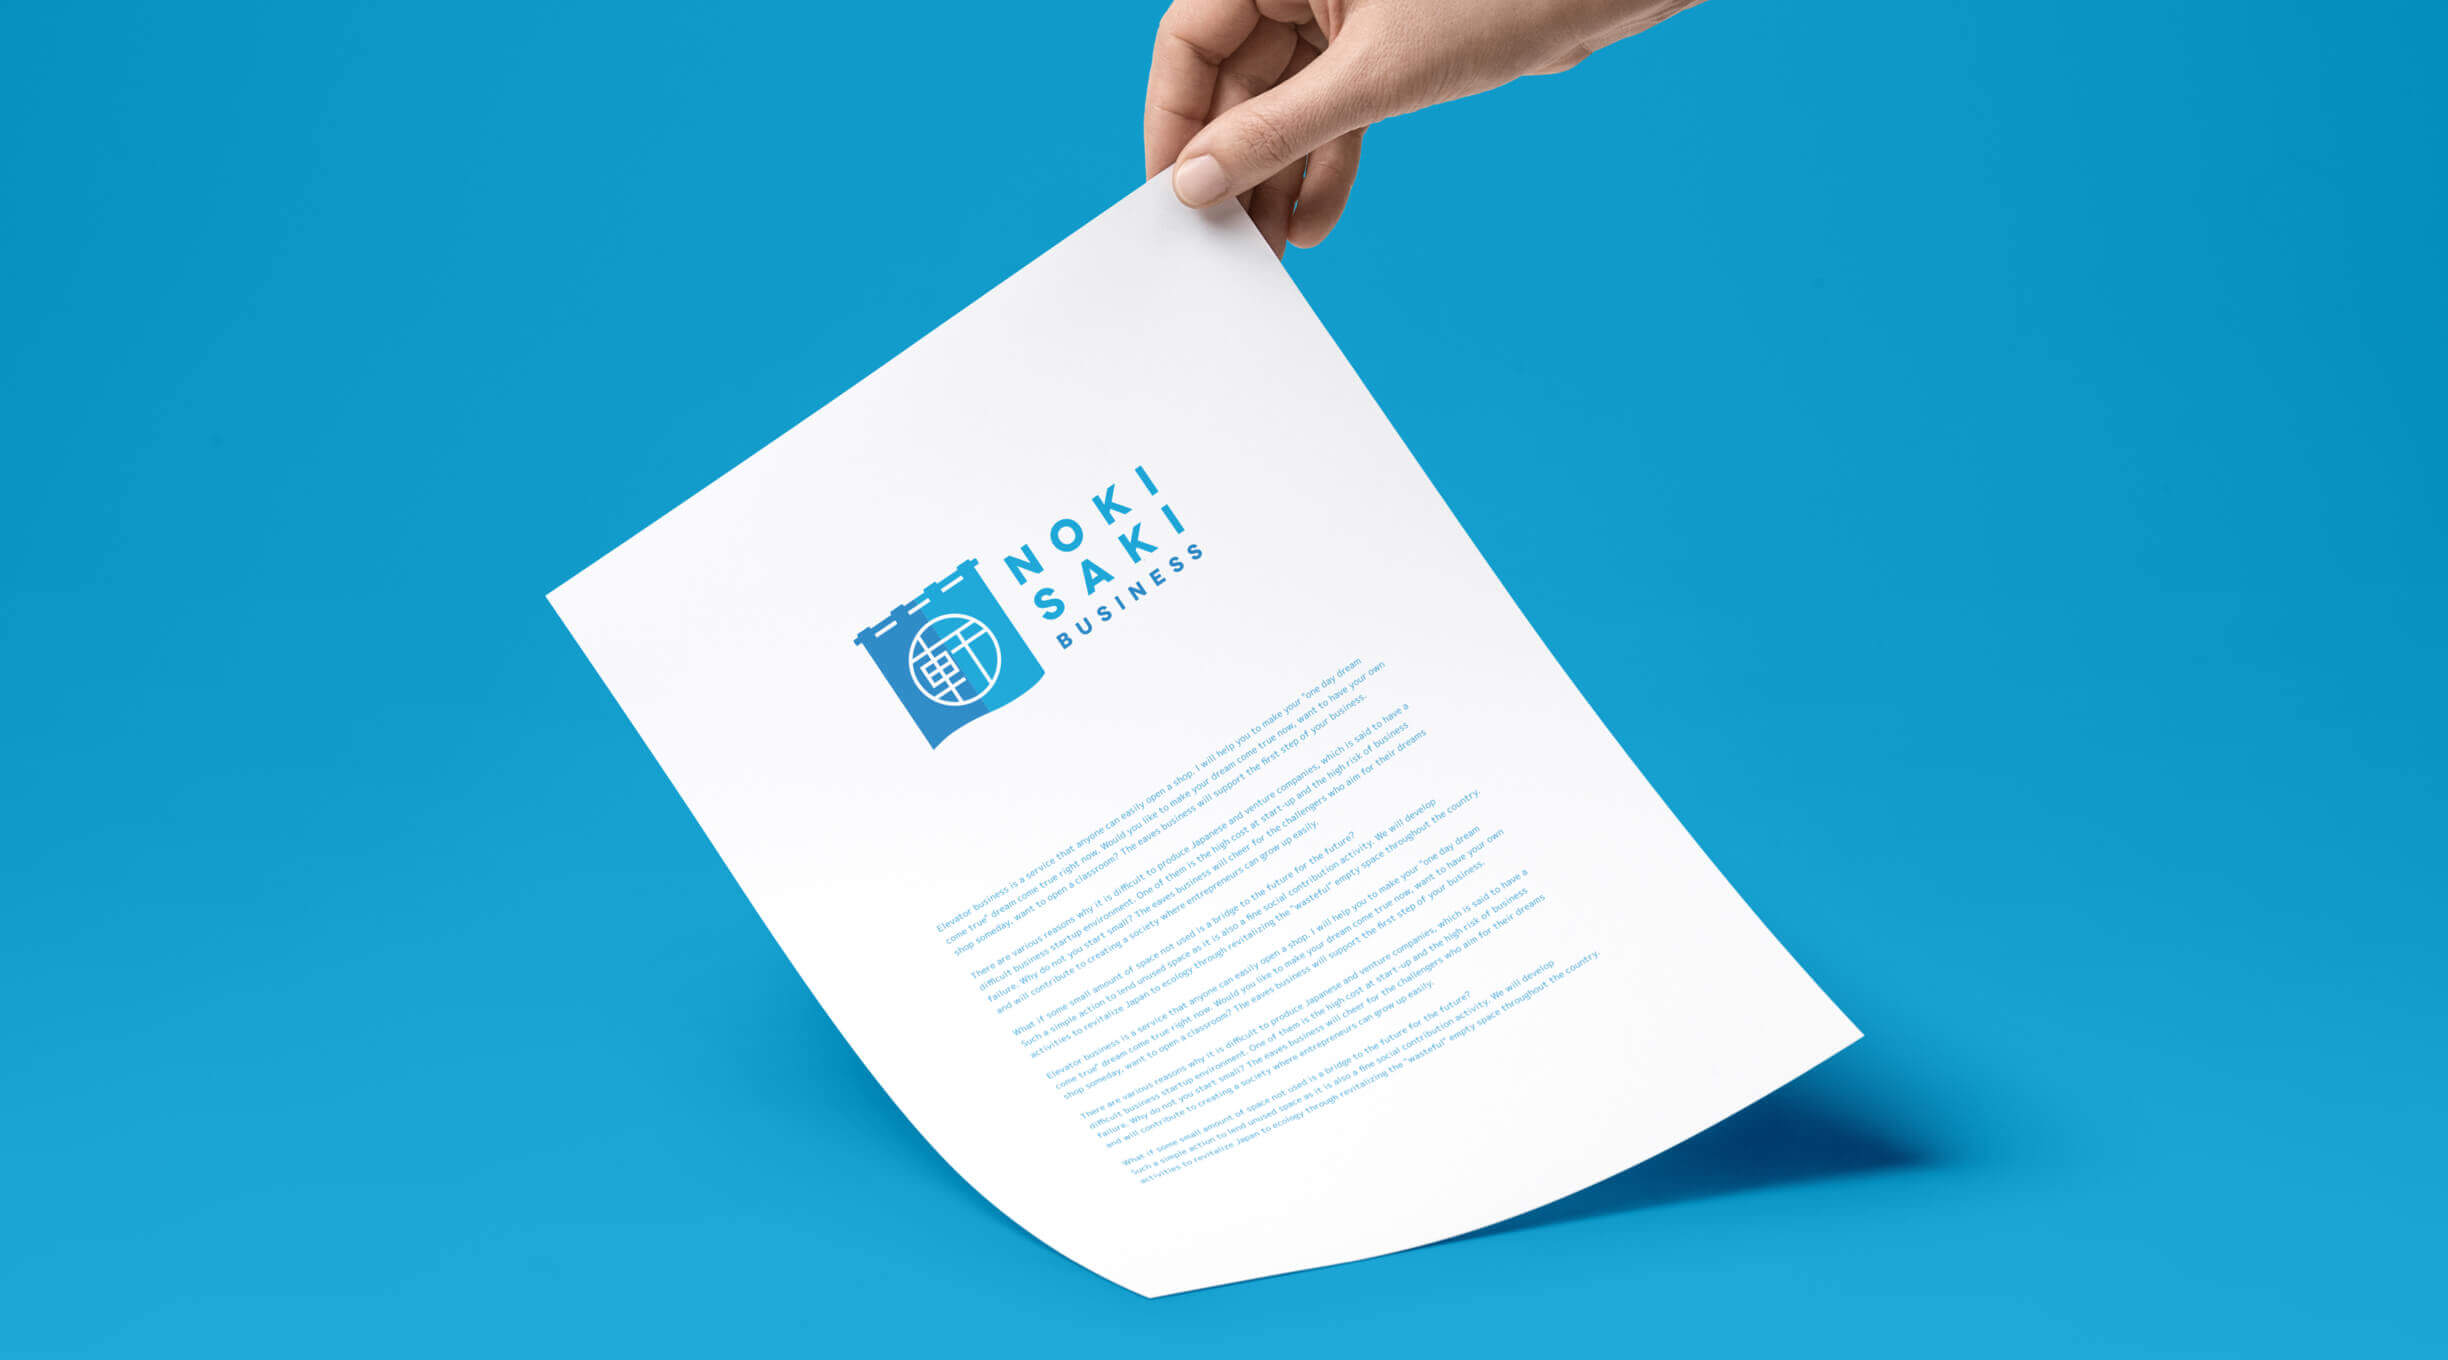 NOKI
SAKI
BUSINESS
軒
Elevator business is a service that anyone can easily open a shop. I will help you to make your "one day dream
come true" dream come true right now. Would you like to make your dream come true now, want to have your own
shop someday, want to open a classroom? The eaves business will support the first step of your business.
There are various reasons why it is difficult to produce Japanese and venture companies, which is said to have a
difficult business startup environment. One of them is the high cost at start-up and the high risk of business
failure. Why do not you start small? The eaves business will cheer for the challengers who aim for their dreams
and will contribute to creating a society where entrepreneurs can grow up easily.
What if some small amount of space not used is a bridge to the future for the future?
Such a simple action to lend unused space as it is also a fine social contribution activity. We will develop
activities to revitalize Japan to ecology through revitalizing the "wasteful" empty space throughout the country.
Elevator business is a service that anyone can easily open a shop. I will help you to make your "one day dream
come true" dream come true right now. Would you like to make your dream come true now, want to have your own
shop someday, want to open a classroom? The eaves business will support the first step of your business.
There are various reasons why it is difficult to produce Japanese and venture companies, which is said to have a
difficult business startup environment. One of them is the high cost at start-up and the high risk of business
failure. Why do not you start small? The eaves business will cheer for the challengers who aim for their dreams
and will contribute to creating a society where entrepreneurs can grow up easily.
What if some small amount of space not used is a bridge to the future for the future?
Such a simple action to lend unused space as it is also a fine social contribution activity. We will develop
activities to revitalize Japan to ecology through revitalizing the "wasteful" empty space throughout the country.